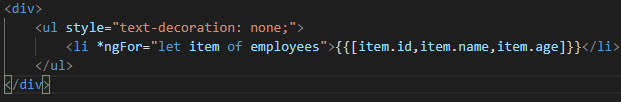 <div>
<ul style="text-decoration: none;">
<li *ngFor="let item of employees">{{[item.id,item.name,item.age]}}</li>
</ul>
</div>